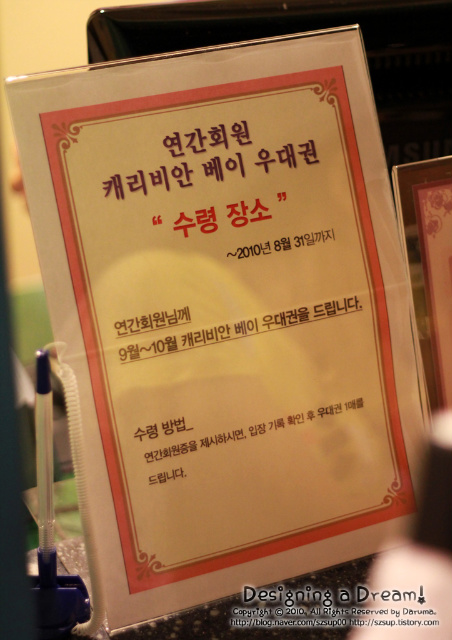 연간회원
캐리비안 베이 우대권
“ 수령 장소 ”
~2010년 8월 31일까지
연간회원님께
9월~10월 캐리비안 베이 우대권을 드립니다.
수령 방법_
연간회원증을 제시하시면, 입장 기록 확인 후 우대권 1매를
드립니다.
SAMSUNG
Designing a Dream!
Copyright © 2010. All Rights Reserved by Daruma.
http://blog.naver.com/szsup00 http://szsup.tistory.com